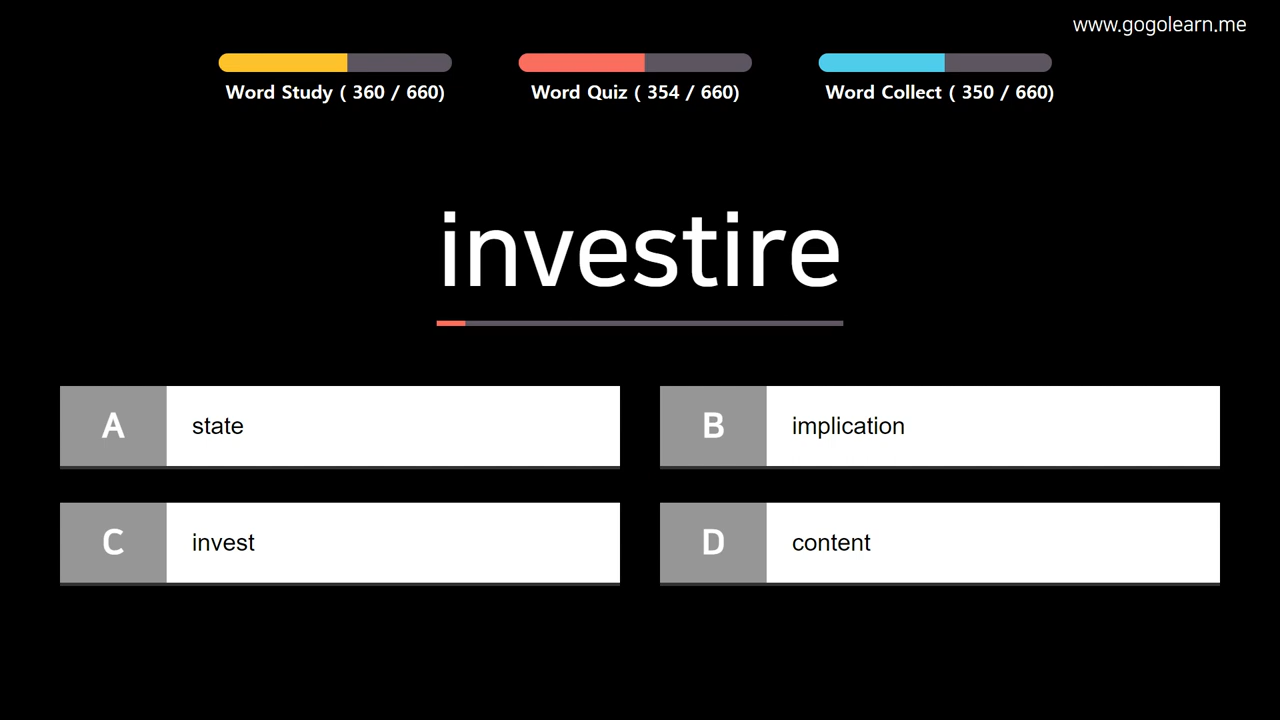 www.gogolearn.me
Word Study ( 360 / 660)
Word Quiz ( 354 / 660)
Word Collect ( 350 / 660)
investire
A state
B implication
C invest
D content